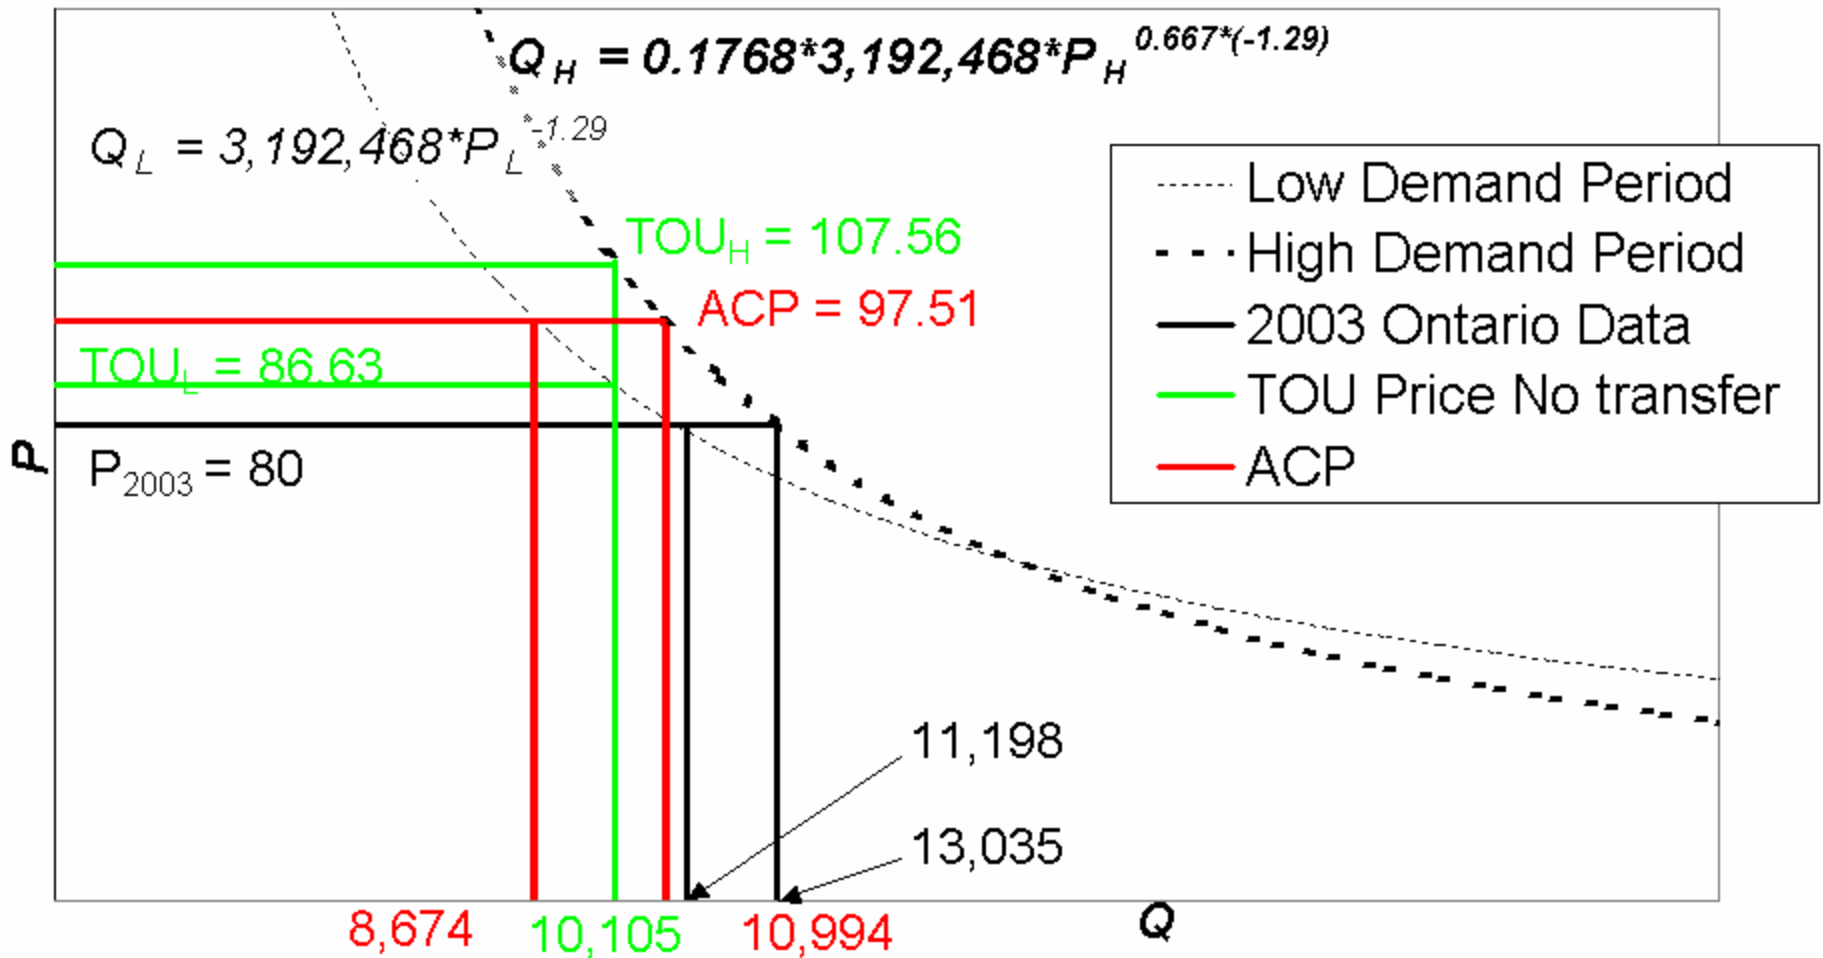 Q_H = 0.1768*3,192,468*P_H^0.667*(-1.29)
Q_L = 3,192,468*P_L^-1.29
Low Demand Period
High Demand Period
2003 Ontario Data
TOU Price No transfer
ACP
TOU_H = 107.56
ACP = 97.51
TOU_L = 86.63
P
P_2003 = 80
11,198
13,035
8,674
10,105
10,994
Q